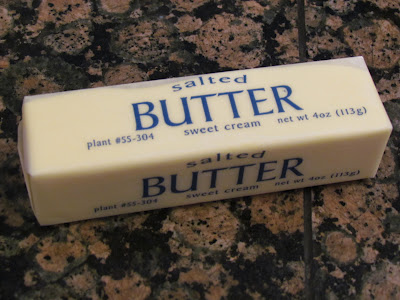 salted
BUTTER
plant #55-304 sweet cream net wt 4oz (113g)
salted
BUTTER
plant #55-304 sweet cream net wt 4oz (113g)